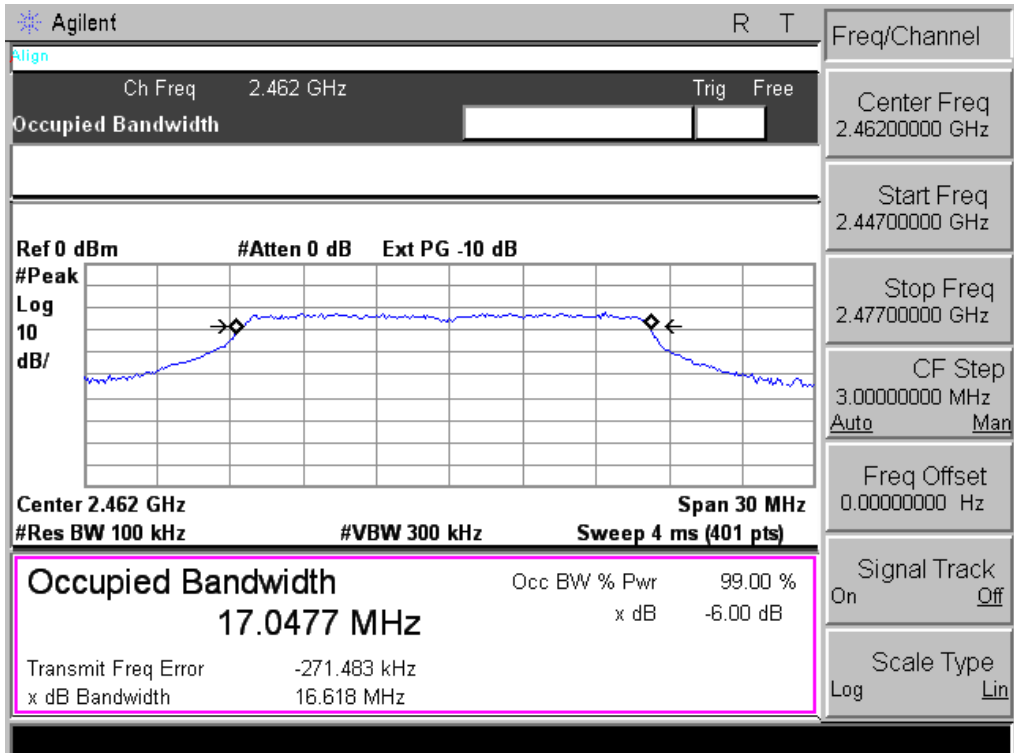 Agilent R T
Align
Ch Freq 2.462 GHz Trig Free
Occupied Bandwidth
Ref 0 dBm #Atten 0 dB Ext PG -10 dB
#Peak
Log
10
dB/
Center 2.462 GHz Span 30 MHz
#Res BW 100 kHz #VBW 300 kHz Sweep 4 ms (401 pts)
Occupied Bandwidth Occ BW % Pwr 99.00 %
17.0477 MHz x dB -6.00 dB
Transmit Freq Error -271.483 kHz
x dB Bandwidth 16.618 MHz
Freq/Channel
Center Freq
2.46200000 GHz
Start Freq
2.44700000 GHz
Stop Freq
2.47700000 GHz
CF Step
3.00000000 MHz
Auto Man
Freq Offset
0.00000000 Hz
Signal Track
On Off
Scale Type
Log Lin